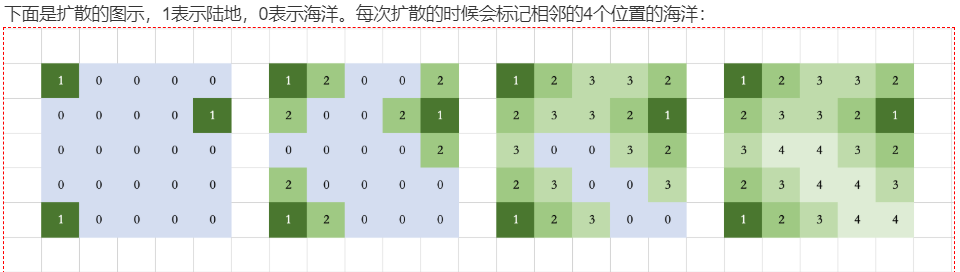 下面是扩散的图示，1表示陆地，0表示海洋。每次扩散的时候会标记相邻的4个位置的海洋：
1 0 0 0 0 1 2 0 0 2 1 2 3 3 2 1 2 3 3 2
0 0 0 0 1 2 0 0 2 1 2 3 3 2 1 2 3 3 2 1
0 0 0 0 0 0 0 0 0 2 3 0 0 3 2 3 4 4 3 2
0 0 0 0 0 2 0 0 0 0 2 3 0 0 3 2 3 4 4 3
1 0 0 0 0 1 2 0 0 0 1 2 3 0 0 1 2 3 4 4